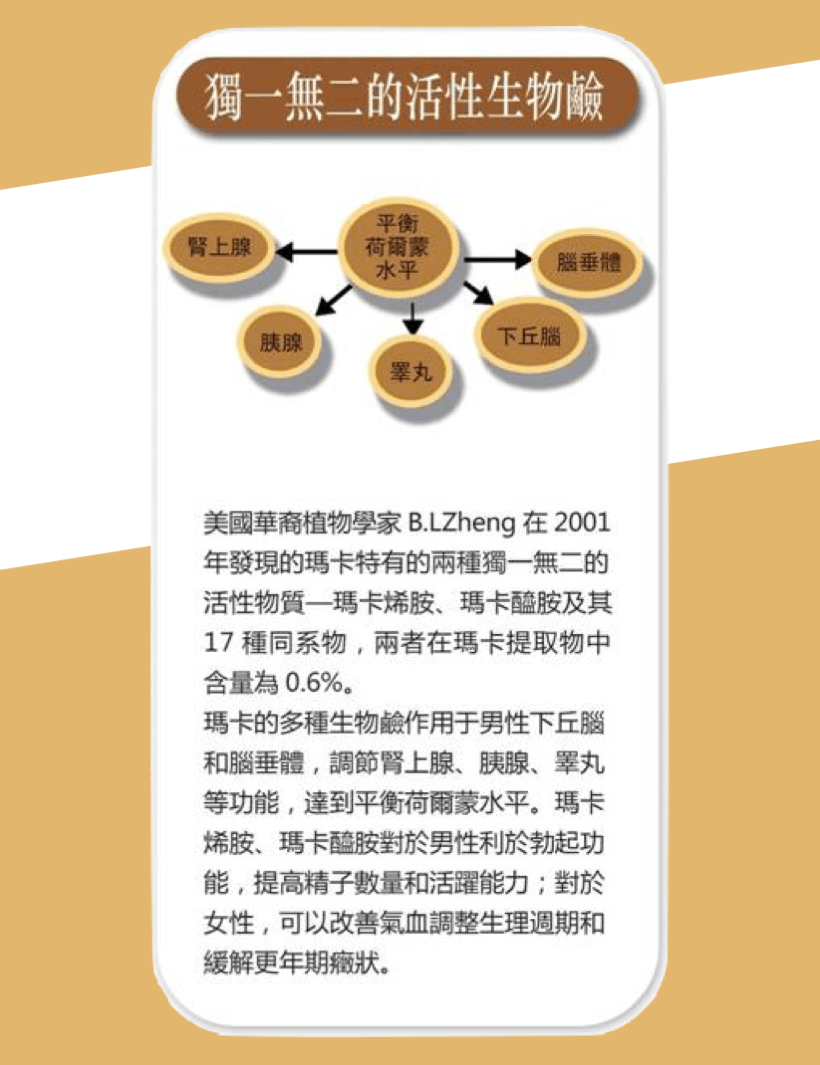 獨一無二的活性生物鹼
平衡
荷爾蒙
水平
腎上腺
腦垂體
胰腺
下丘腦
睪丸
美國華裔植物學家 B.LZheng 在 2001
年發現的瑪卡特有的兩種獨一無二的
活性物質—瑪卡烯胺、瑪卡醯胺及其
17 種同系物，兩者在瑪卡提取物中
含量為 0.6%。
瑪卡的多種生物鹼作用于男性下丘腦
和腦垂體，調節腎上腺、胰腺、睪丸
等功能，達到平衡荷爾蒙水平。瑪卡
烯胺、瑪卡醯胺對於男性利於勃起功
能，提高精子數量和活躍能力；對於
女性，可以改善氣血調整生理週期和
緩解更年期癥狀。